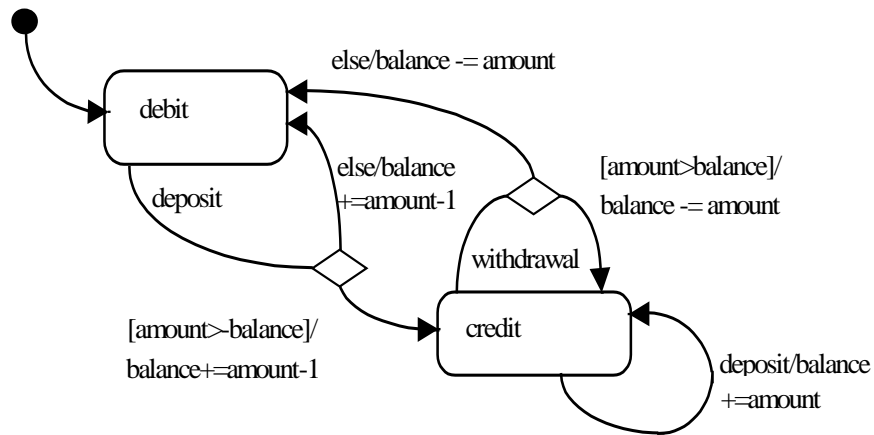 else/balance -= amount
debit
else/balance
+=amount-1
[amount>balance]/
balance -= amount
deposit
withdrawal
[amount>-balance]/
balance+=amount-1
credit
deposit/balance
+=amount